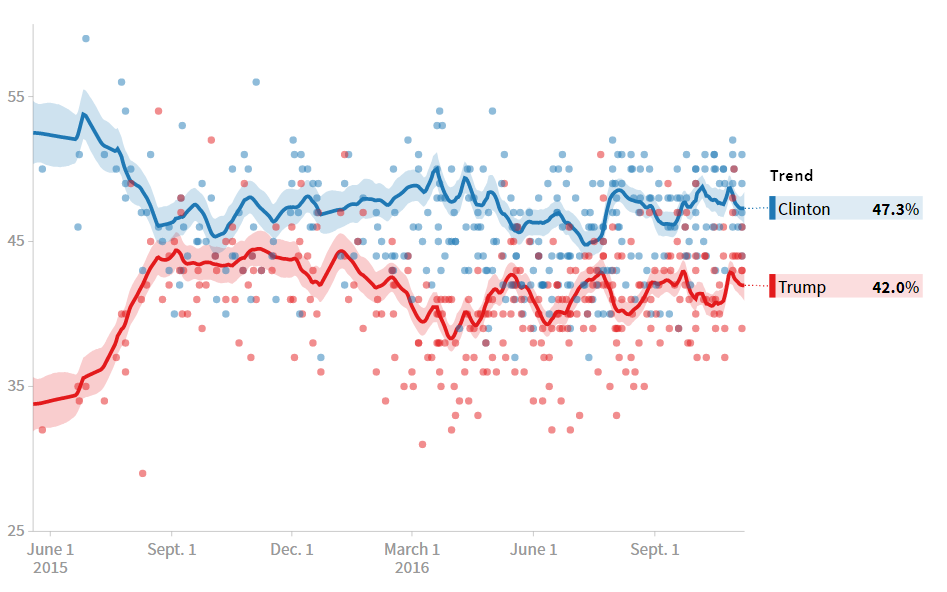 55
45
35
25
June 1
2015
Sept. 1
Dec. 1
March 1
2016
June 1
Sept. 1
Trend
Clinton 47.3%
Trump 42.0%